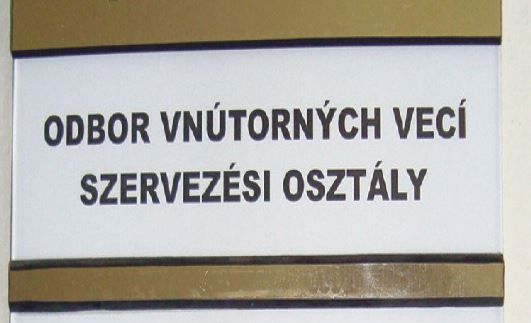 ODBOR VNÚTORNÝCH VECÍ
SZERVEZÉSI OSZTÁLY